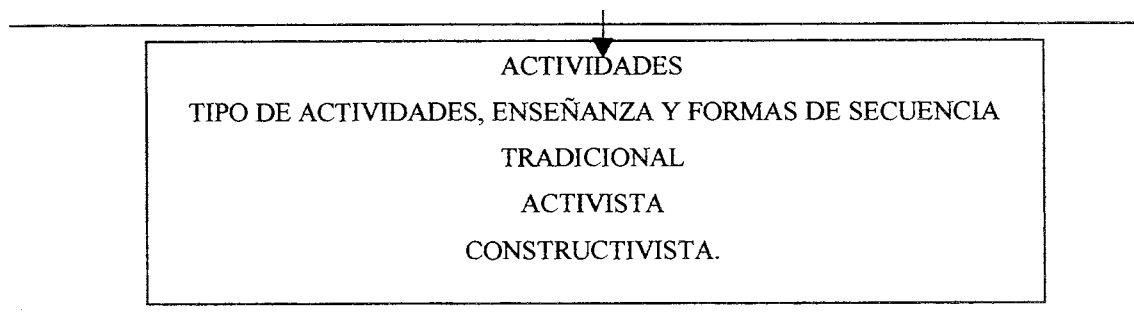 ACTIVIDADES
TIPO DE ACTIVIDADES, ENSEÑANZA Y FORMAS DE SECUENCIA
TRADICIONAL
ACTIVISTA
CONSTRUCTIVISTA.